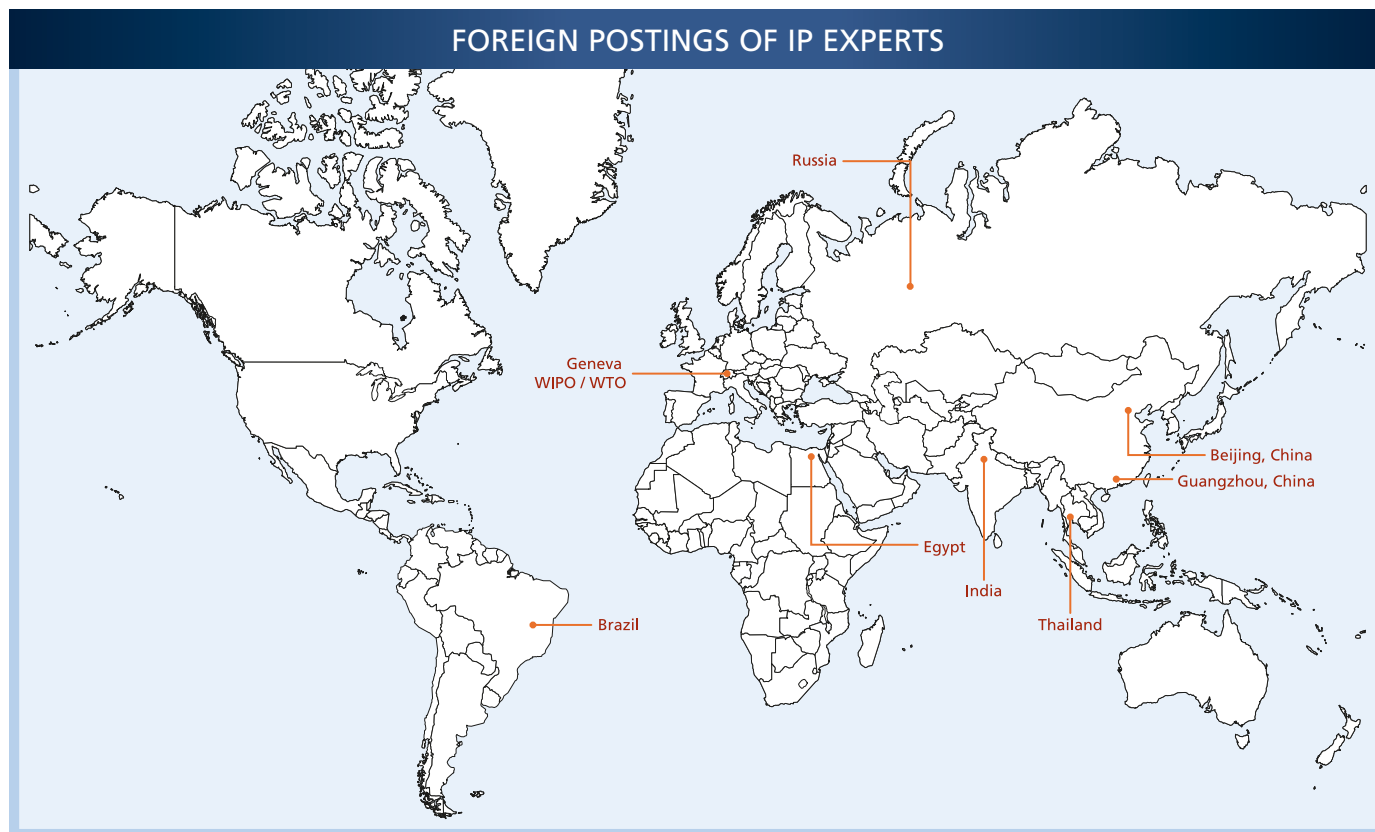 FOREIGN POSTINGS OF IP EXPERTS
Russia
Geneva
WIPO / WTO
Beijing, China
Guangzhou, China
Egypt
India
Brazil
Thailand